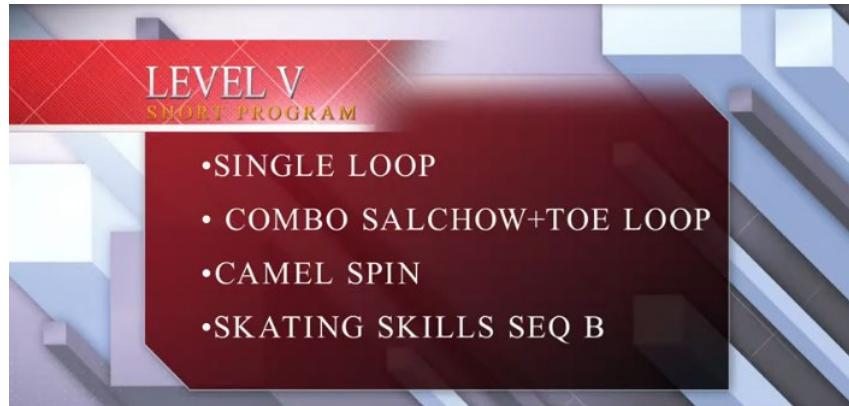 LEVEL V
SHORT PROGRAM
•SINGLE LOOP
• COMBO SALCHOW+TOE LOOP
•CAMEL SPIN
•SKATING SKILLS SEQ B